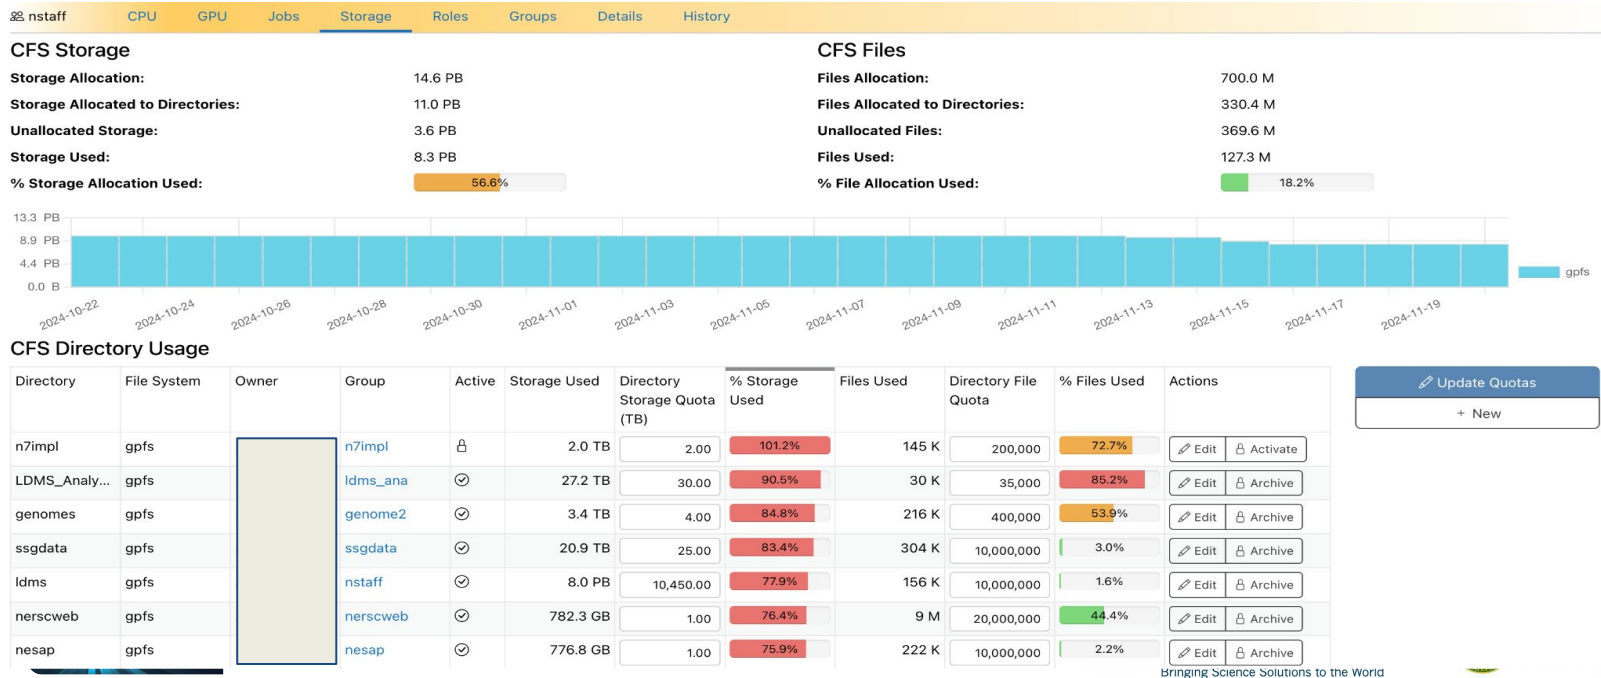 nstaff CPU GPU Jobs Storage Roles Groups Details History
CFS Storage
Storage Allocation: 14.6 PB
Storage Allocated to Directories: 11.0 PB
Unallocated Storage: 3.6 PB
Storage Used: 8.3 PB
% Storage Allocation Used: 56.6%
CFS Files
Files Allocation: 700.0 M
Files Allocated to Directories: 330.4 M
Unallocated Files: 369.6 M
Files Used: 127.3 M
% File Allocation Used: 18.2%
13.3 PB
8.9 PB
4.4 PB
0.0 B
gpfs
2024-10-22 2024-10-24 2024-10-26 2024-10-28 2024-10-30 2024-11-01 2024-11-03 2024-11-05 2024-11-07 2024-11-09 2024-11-11 2024-11-13 2024-11-15 2024-11-17 2024-11-19
CFS Directory Usage
Directory File System Owner Group Active Storage Used Directory Storage Quota (TB) % Storage Used Files Used Directory File Quota % Files Used Actions
n7impl gpfs n7impl 2.0 TB 2.00 101.2% 145 K 200,000 72.7% Edit Activate
LDMS_Analy... gpfs ldms_ana 27.2 TB 30.00 90.5% 30 K 35,000 85.2% Edit Archive
genomes gpfs genome2 3.4 TB 4.00 84.8% 216 K 400,000 53.9% Edit Archive
ssgdata gpfs ssgdata 20.9 TB 25.00 83.4% 304 K 10,000,000 3.0% Edit Archive
ldms gpfs nstaff 8.0 PB 10,450.00 77.9% 156 K 10,000,000 1.6% Edit Archive
nerscweb gpfs nerscweb 782.3 GB 1.00 76.4% 9 M 20,000,000 44.4% Edit Archive
nesap gpfs nesap 776.8 GB 1.00 75.9% 222 K 10,000,000 2.2% Edit Archive
Update Quotas
+ New
Bringing Science Solutions to the World